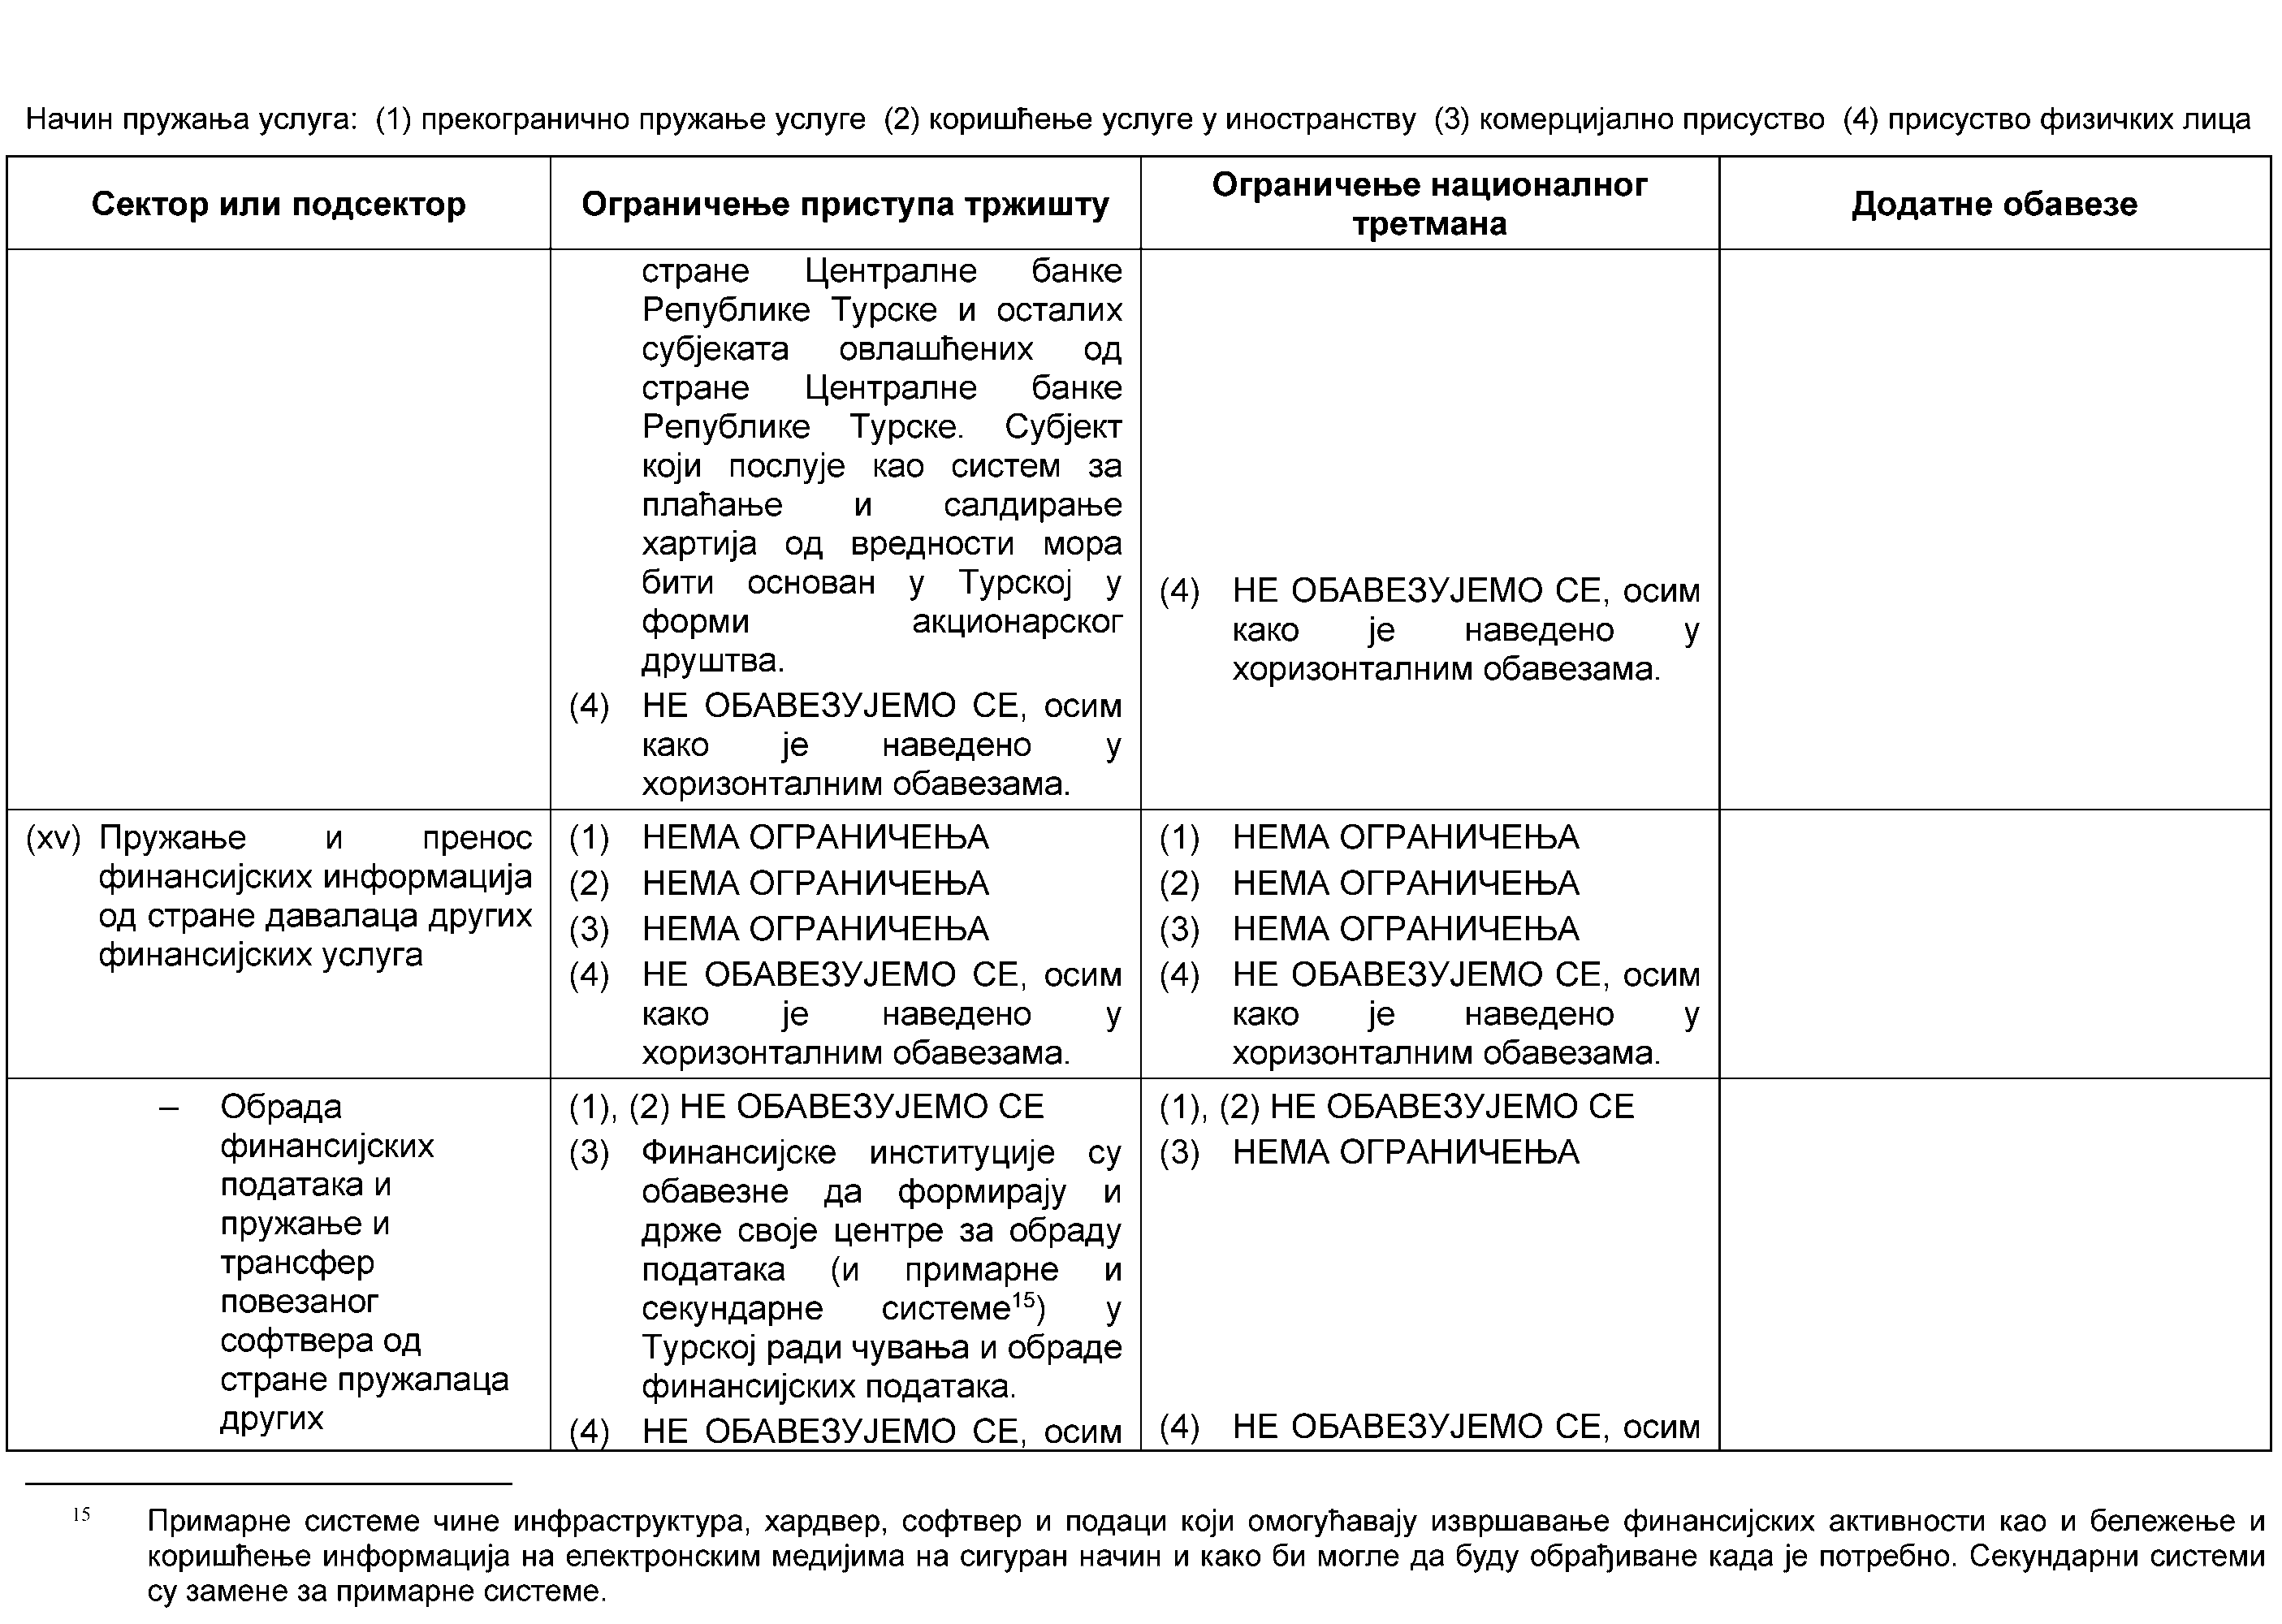 Начин пружања услуга: (1) прекогранично пружање услуге (2) коришћење услуге у иностранству (3) комерцијално присуство (4) присуство физичких лица
Сектор или подсектор
Ограничење приступа тржишту
Ограничење националног
третмана
Додатне обавезе
стране Централне банке
Републике Турске и осталих
субјеката овлашћених од
стране Централне банке
Републике Турске. Субјект
који послује као систем за
плаћање и салдирање
хартија од вредности мора
бити основан у Турској у
форми акционарског
друштва.
(4) НЕ ОБАВЕЗУЈЕМО СЕ, осим
како је наведено у
хоризонталним обавезама.
(4) НЕ ОБАВЕЗУЈЕМО СЕ, осим
како је наведено у
хоризонталним обавезама.
(xv) Пружање и пренос
финансијских информација
од стране давалаца других
финансијских услуга
(1) НЕМА ОГРАНИЧЕЊА
(2) НЕМА ОГРАНИЧЕЊА
(3) НЕМА ОГРАНИЧЕЊА
(4) НЕ ОБАВЕЗУЈЕМО СЕ, осим
како је наведено у
хоризонталним обавезама.
(1) НЕМА ОГРАНИЧЕЊА
(2) НЕМА ОГРАНИЧЕЊА
(3) НЕМА ОГРАНИЧЕЊА
(4) НЕ ОБАВЕЗУЈЕМО СЕ, осим
како је наведено у
хоризонталним обавезама.
– Обрада
финансијских
података и
пружање и
трансфер
повезаног
софтвера од
стране пружалаца
других
(1), (2) НЕ ОБАВЕЗУЈЕМО СЕ
(3) Финансијске институције су
обавезне да формирају и
држе своје центре за обраду
података (и примарне и
секундарне системе15) у
Турској ради чувања и обраде
финансијских података.
(4) НЕ ОБАВЕЗУЈЕМО СЕ, осим
(1), (2) НЕ ОБАВЕЗУЈЕМО СЕ
(3) НЕМА ОГРАНИЧЕЊА
(4) НЕ ОБАВЕЗУЈЕМО СЕ, осим
15 Примарне системе чине инфраструктура, хардвер, софтвер и подаци који омогућавају извршавање финансијских активности као и бележење и
коришћење информација на електронским медијима на сигуран начин и како би могле да буду обрађиване када је потребно. Секундарни системи
су замене за примарне системе.